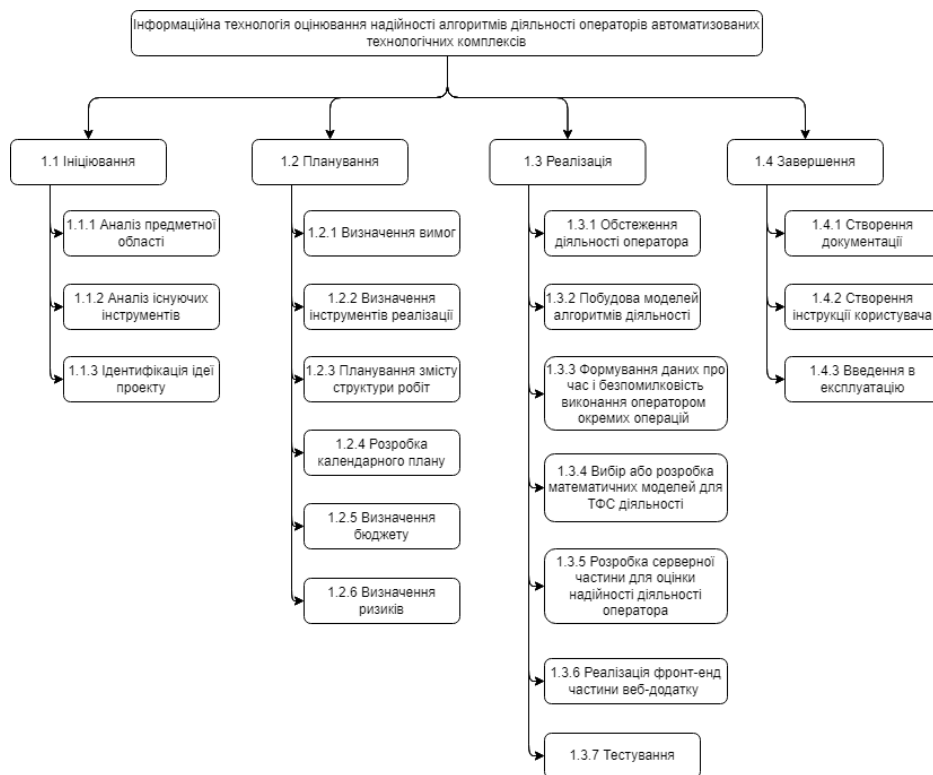 Інформаційна технологія оцінювання надійності алгоритмів діяльності операторів автоматизованих
технологічних комплексів
1.1 Ініціювання
1.1.1 Аналіз предметної
області
1.1.2 Аналіз існуючих
інструментів
1.1.3 Ідентифікація ідеї
проекту
1.2 Планування
1.2.1 Визначення вимог
1.2.2 Визначення
інструментів реалізації
1.2.3 Планування змісту
структури робіт
1.2.4 Розробка
календарного плану
1.2.5 Визначення
бюджету
1.2.6 Визначення
ризиків
1.3 Реалізація
1.3.1 Обстеження
діяльності оператора
1.3.2 Побудова моделей
алгоритмів діяльності
1.3.3 Формування даних про
час і безпомилковість
виконання оператором
окремих операцій
1.3.4 Вибір або розробка
математичних моделей для
ТФС діяльності
1.3.5 Розробка серверної
частини для оцінки
надійності діяльності
оператора
1.3.6 Реалізація фронт-енд
частини веб-додатку
1.3.7 Тестування
1.4 Завершення
1.4.1 Створення
документації
1.4.2 Створення
інструкції користувача
1.4.3 Введення в
експлуатацію